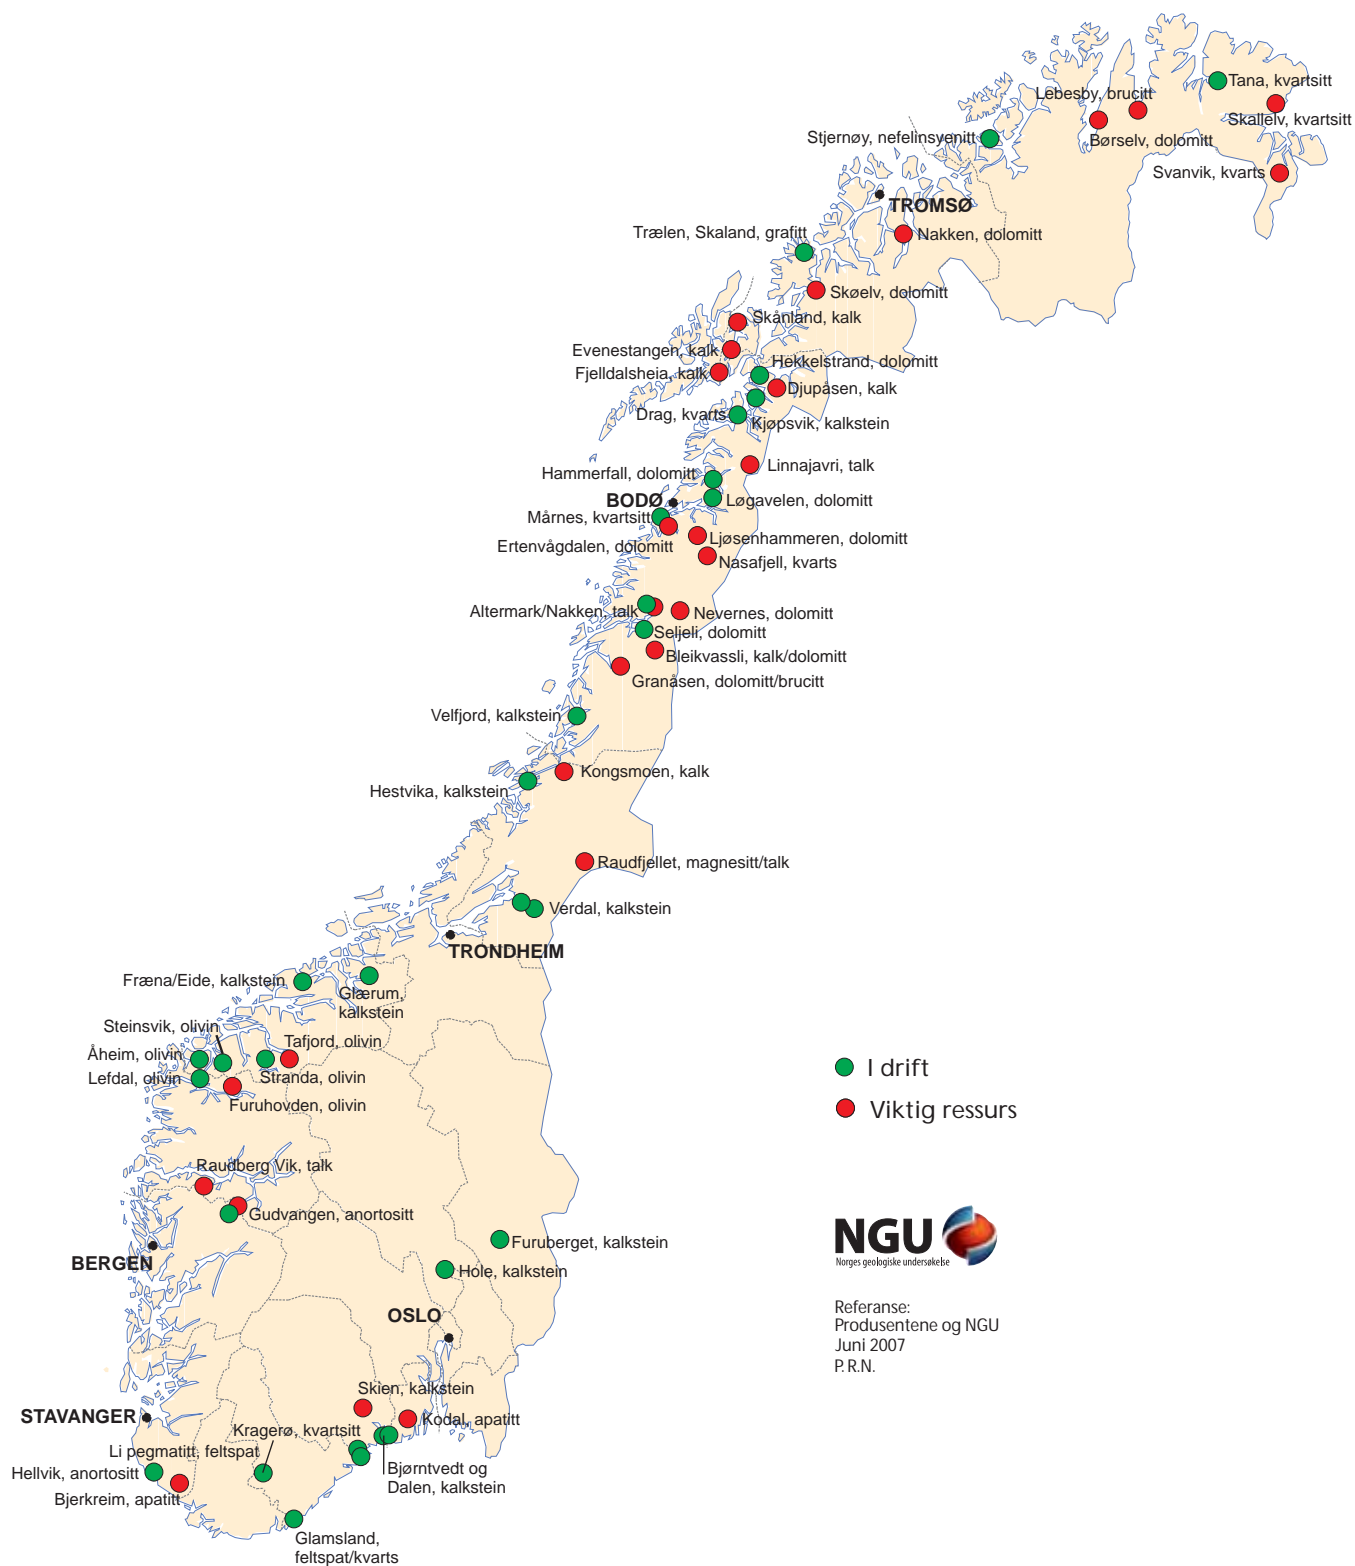 Tana, kvartsitt
Lebesby, brucitt
Skallelv, kvartsitt
Stjernøy, nefelinsyenitt
Børselv, dolomitt
Svanvik, kvarts
TROMSØ
Trælen, Skaland, grafitt
Nakken, dolomitt
Skøelv, dolomitt
Skånland, kalk
Evenestangen, kalk
Hekkelstrand, dolomitt
Fjelldalsheia, kalk
Djupåsen, kalk
Drag, kvarts
Kjøpsvik, kalkstein
Linnajavri, talk
Hammerfall, dolomitt
BODØ
Løgavelen, dolomitt
Mårnes, kvartsitt
Ljøsenhammeren, dolomitt
Ertenvågdalen, dolomitt
Nasafjell, kvarts
Altermark/Nakken, talk
Nevernes, dolomitt
Seljeli, dolomitt
Bleikvassli, kalk/dolomitt
Granåsen, dolomitt/brucitt
Velfjord, kalkstein
Kongsmoen, kalk
Hestvika, kalkstein
Raudfjellet, magnesitt/talk
Verdal, kalkstein
TRONDHEIM
Fræna/Eide, kalkstein
Glærum,
kalkstein
Steinsvik, olivin
Tafjord, olivin
Åheim, olivin
Lefdal, olivin
Stranda, olivin
Furuhovden, olivin
I drift
Viktig ressurs
Raudberg Vik, talk
Gudvangen, anortositt
Furuberget, kalkstein
BERGEN
Hole, kalkstein
NGU
Norges geologiske undersøkelse
OSLO
Referanse:
Produsentene og NGU
Juni 2007
P.R.N.
Skien, kalkstein
STAVANGER
Kodal, apatitt
Kragerø, kvartsitt
Li pegmatitt, feltspat
Hellvik, anortositt
Bjørntvedt og
Dalen, kalkstein
Bjerkreim, apatitt
Glamsland,
feltspat/kvarts